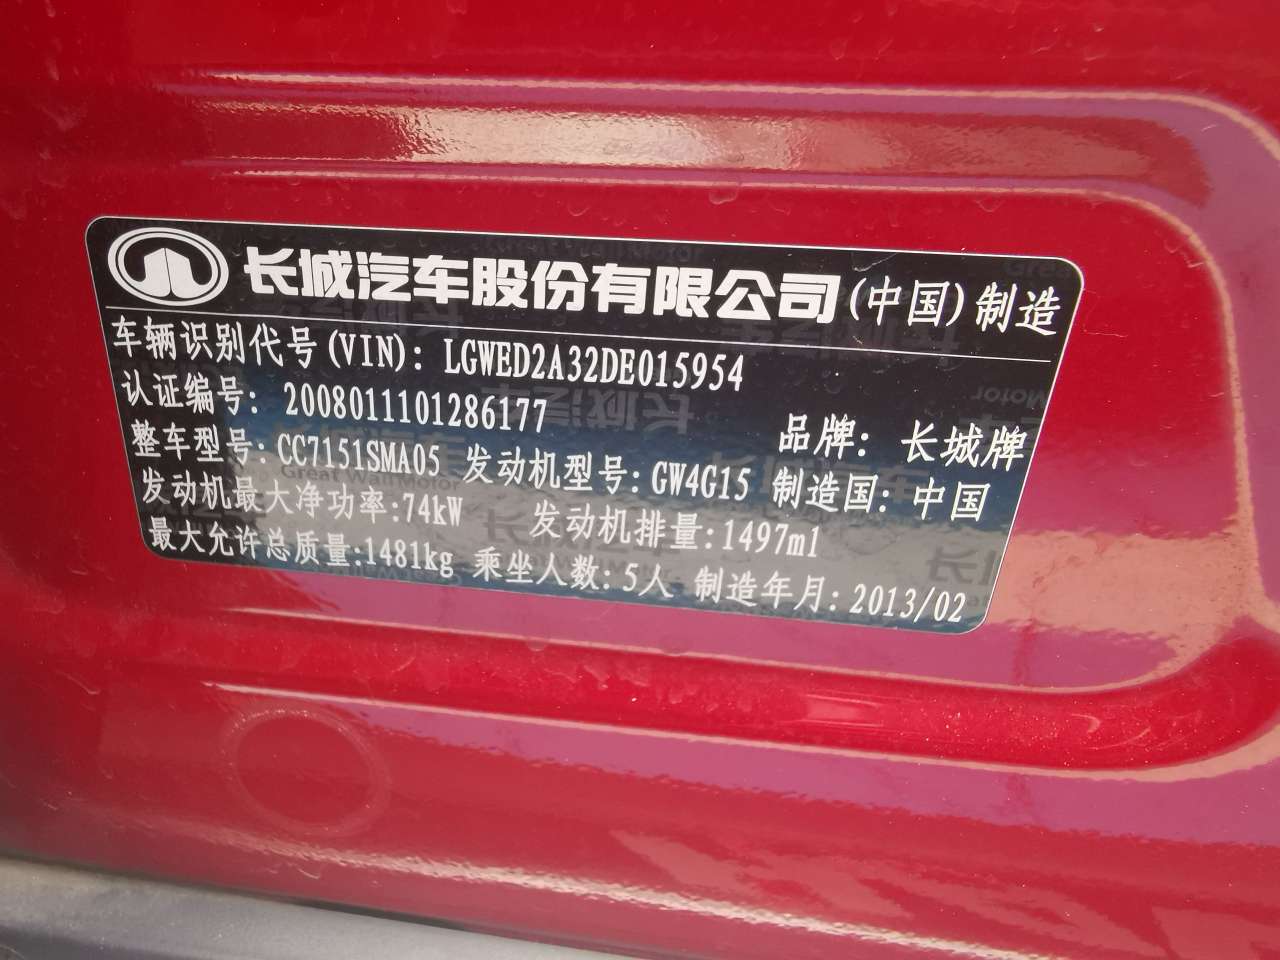 长城汽车股份有限公司(中国)制造
车辆识别代号(VIN): LGWED2A32DE015954
认证编号: 2008011101286177 品牌: 长城牌
整车型号: CC7151SMA05 发动机型号: GW4G15 制造国: 中国
发动机最大净功率:74kW 发动机排量:1497ml
最大允许总质量:1481kg 乘坐人数: 5人 制造年月: 2013/02